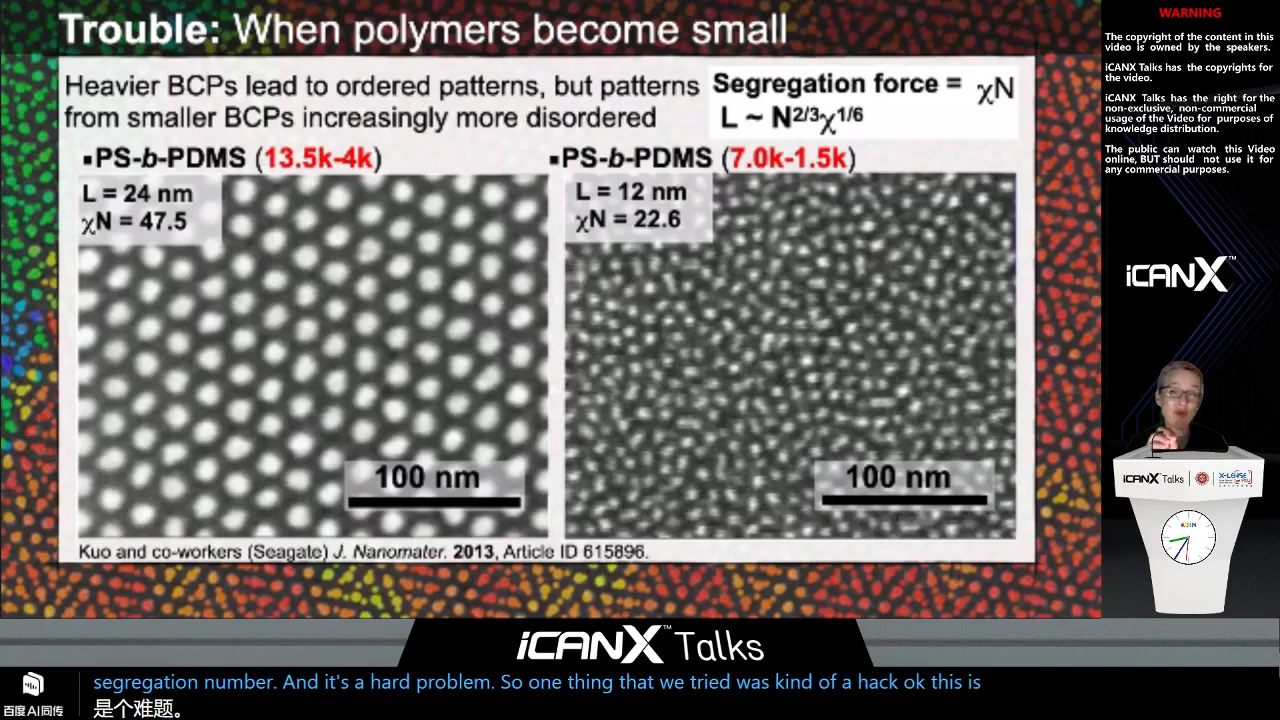 Trouble: When polymers become small
Heavier BCPs lead to ordered patterns, but patterns
from smaller BCPs increasingly more disordered
Segregation force = χN
L ~ N2/3χ1/6
▪PS-b-PDMS (13.5k-4k)
L = 24 nm
χN = 47.5
100 nm
▪PS-b-PDMS (7.0k-1.5k)
L = 12 nm
χN = 22.6
100 nm
Kuo and co-workers (Seagate) J. Nanomater. 2013, Article ID 615896.
WARNING
The copyright of the content in this
video is owned by the speakers.
iCANX Talks has the copyrights for
the video.
iCANX Talks has the right for the
non-exclusive, non-commercial
usage of the Video for purposes of
knowledge distribution.
The public can watch this Video
online, BUT should not use it for
any commercial purposes.
iCANX™
iCANX Talks
iCANX™ Talks
segregation number. And it's a hard problem. So one thing that we tried was kind of a hack ok this is
是个难题。
百度AI同传